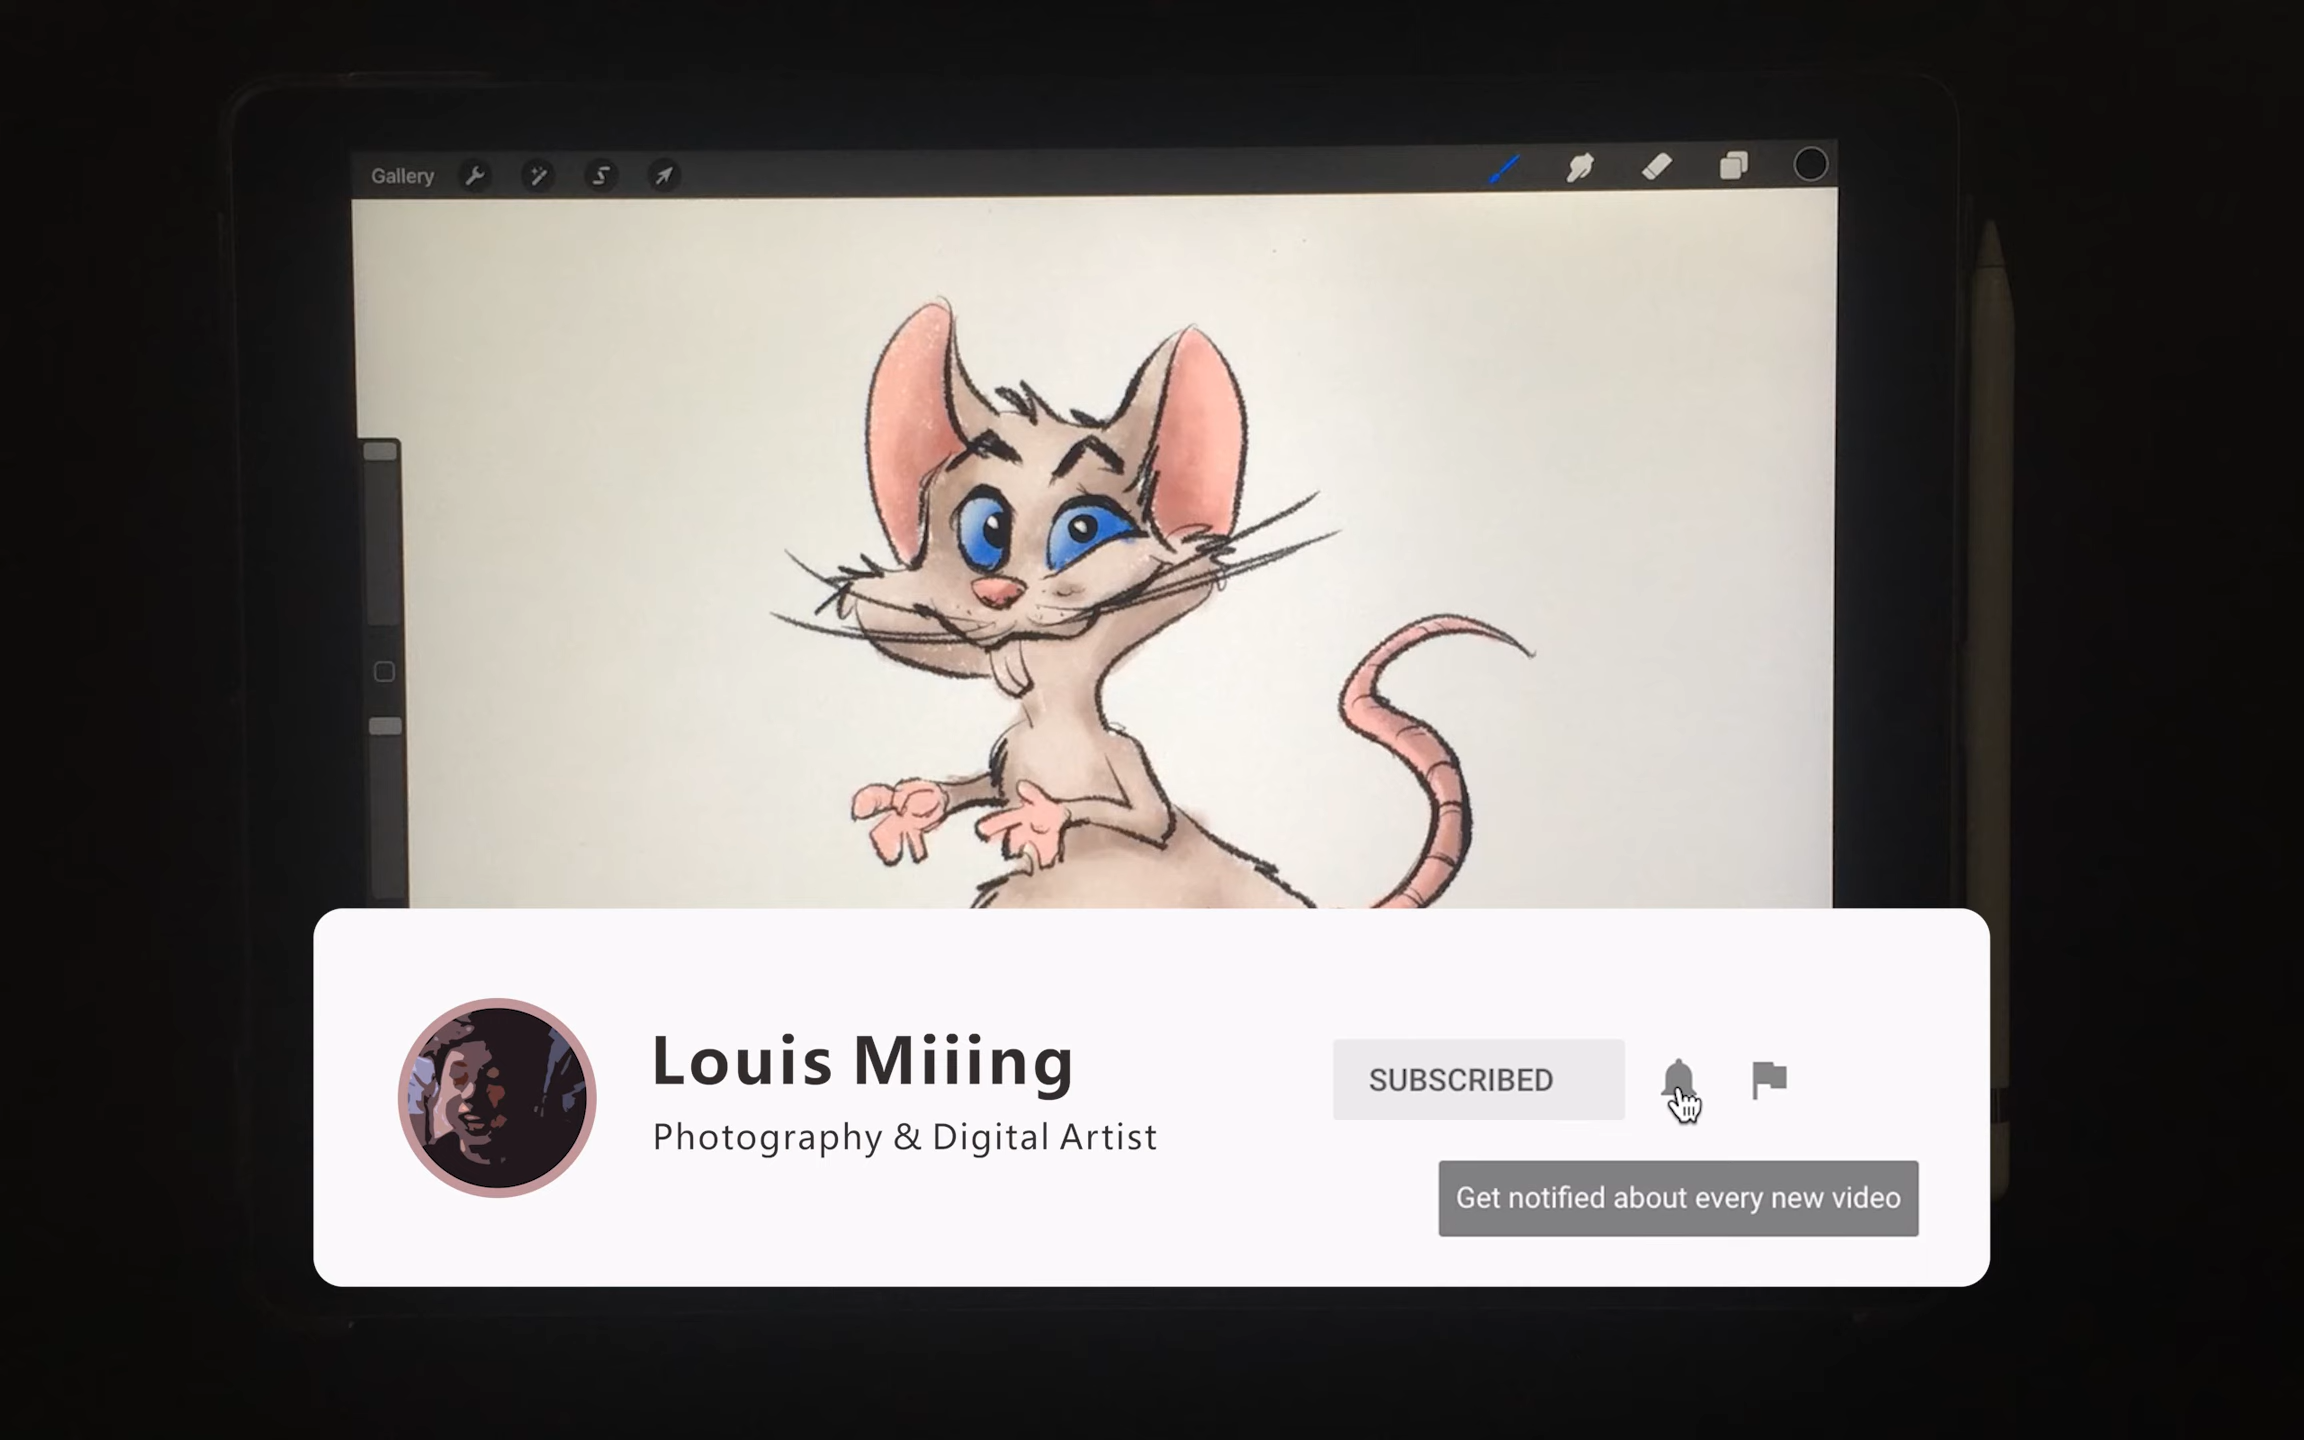 Gallery
Louis Miiing
Photography & Digital Artist
SUBSCRIBED
Get notified about every new video